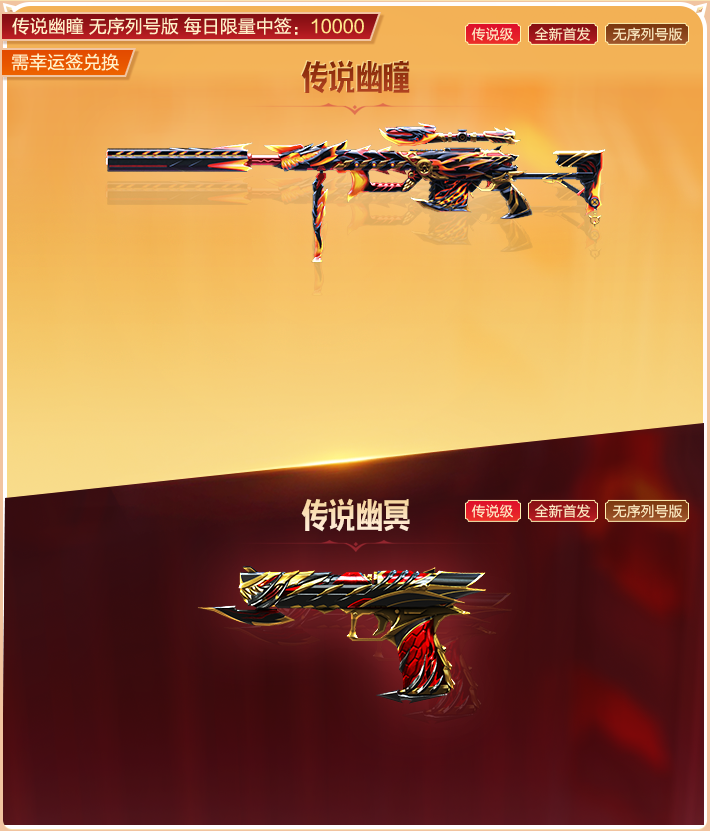 传说幽瞳 无序列号版 每日限量中签：10000
传说级 全新首发 无序列号版
需幸运签兑换
传说幽瞳
传说幽冥
传说级 全新首发 无序列号版